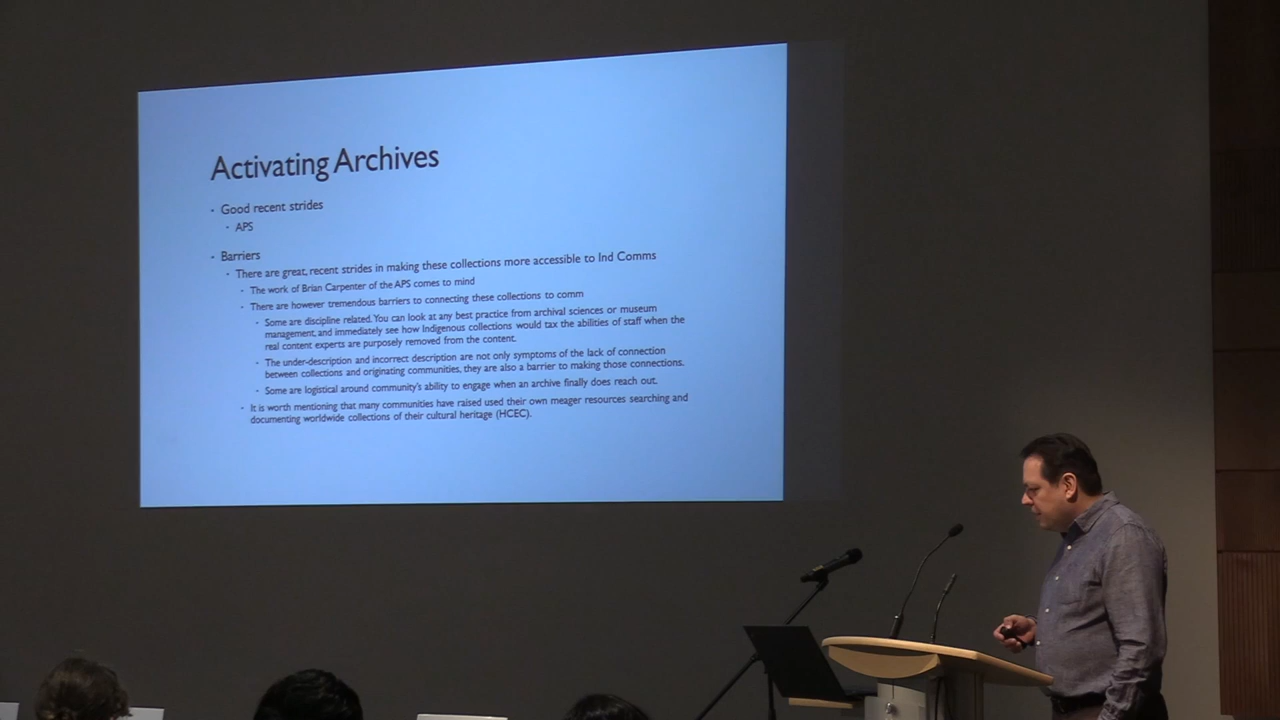 Activating Archives
• Good recent strides
• APS
• Barriers
• There are great, recent strides in making these collections more accessible to Ind Comms
• The work of Brian Carpenter of the APS comes to mind
• There are however tremendous barriers to connecting these collections to comm
• Some are discipline related. You can look at any best practice from archival sciences or museum
management, and immediately see how Indigenous collections would tax the abilities of staff when the
real content experts are purposely removed from the content.
• The under-description and incorrect description are not only symptoms of the lack of connection
between collections and originating communities, they are also a barrier to making those connections.
• Some are logistical around community's ability to engage when an archive finally does reach out.
• It is worth mentioning that many communities have raised used their own meager resources searching and
documenting worldwide collections of their cultural heritage (HCEC).